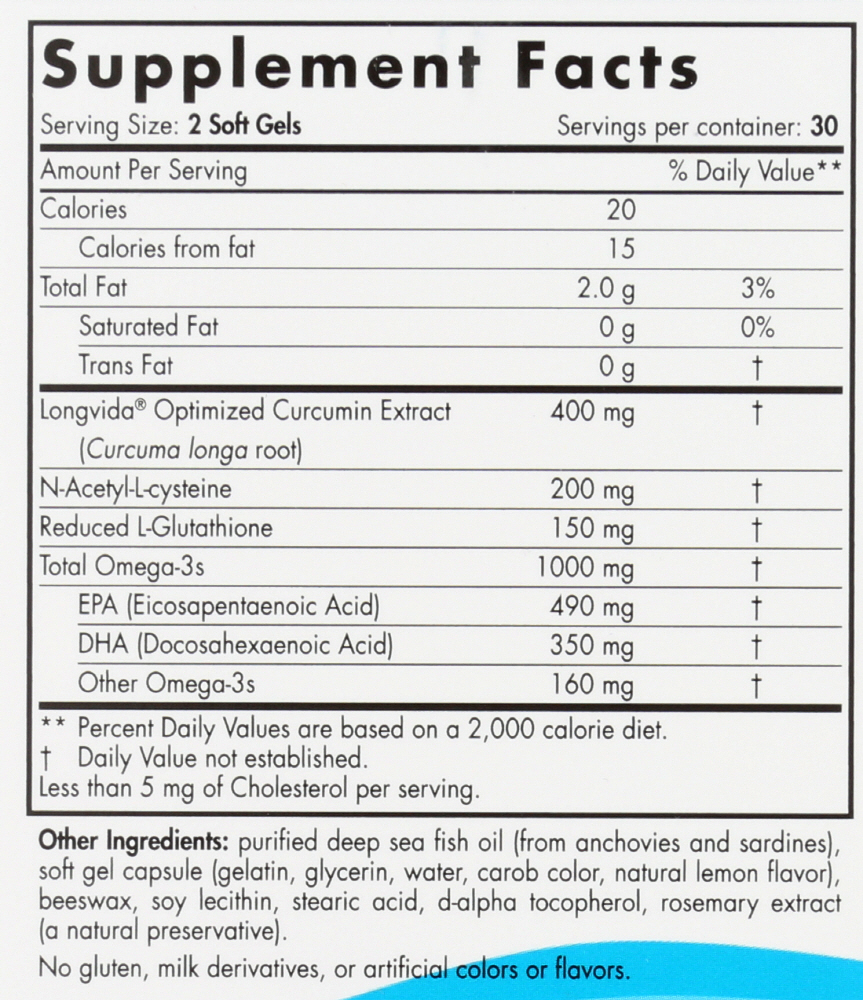 Supplement Facts
Serving Size: 2 Soft Gels Servings per container: 30
Amount Per Serving % Daily Value**
Calories 20
Calories from fat 15
Total Fat 2.0 g 3%
Saturated Fat 0 g 0%
Trans Fat 0 g †
Longvida® Optimized Curcumin Extract 400 mg †
(Curcuma longa root)
N-Acetyl-L-cysteine 200 mg †
Reduced L-Glutathione 150 mg †
Total Omega-3s 1000 mg †
EPA (Eicosapentaenoic Acid) 490 mg †
DHA (Docosahexaenoic Acid) 350 mg †
Other Omega-3s 160 mg †
** Percent Daily Values are based on a 2,000 calorie diet.
† Daily Value not established.
Less than 5 mg of Cholesterol per serving.
Other Ingredients: purified deep sea fish oil (from anchovies and sardines),
soft gel capsule (gelatin, glycerin, water, carob color, natural lemon flavor),
beeswax, soy lecithin, stearic acid, d-alpha tocopherol, rosemary extract
(a natural preservative).
No gluten, milk derivatives, or artificial colors or flavors.